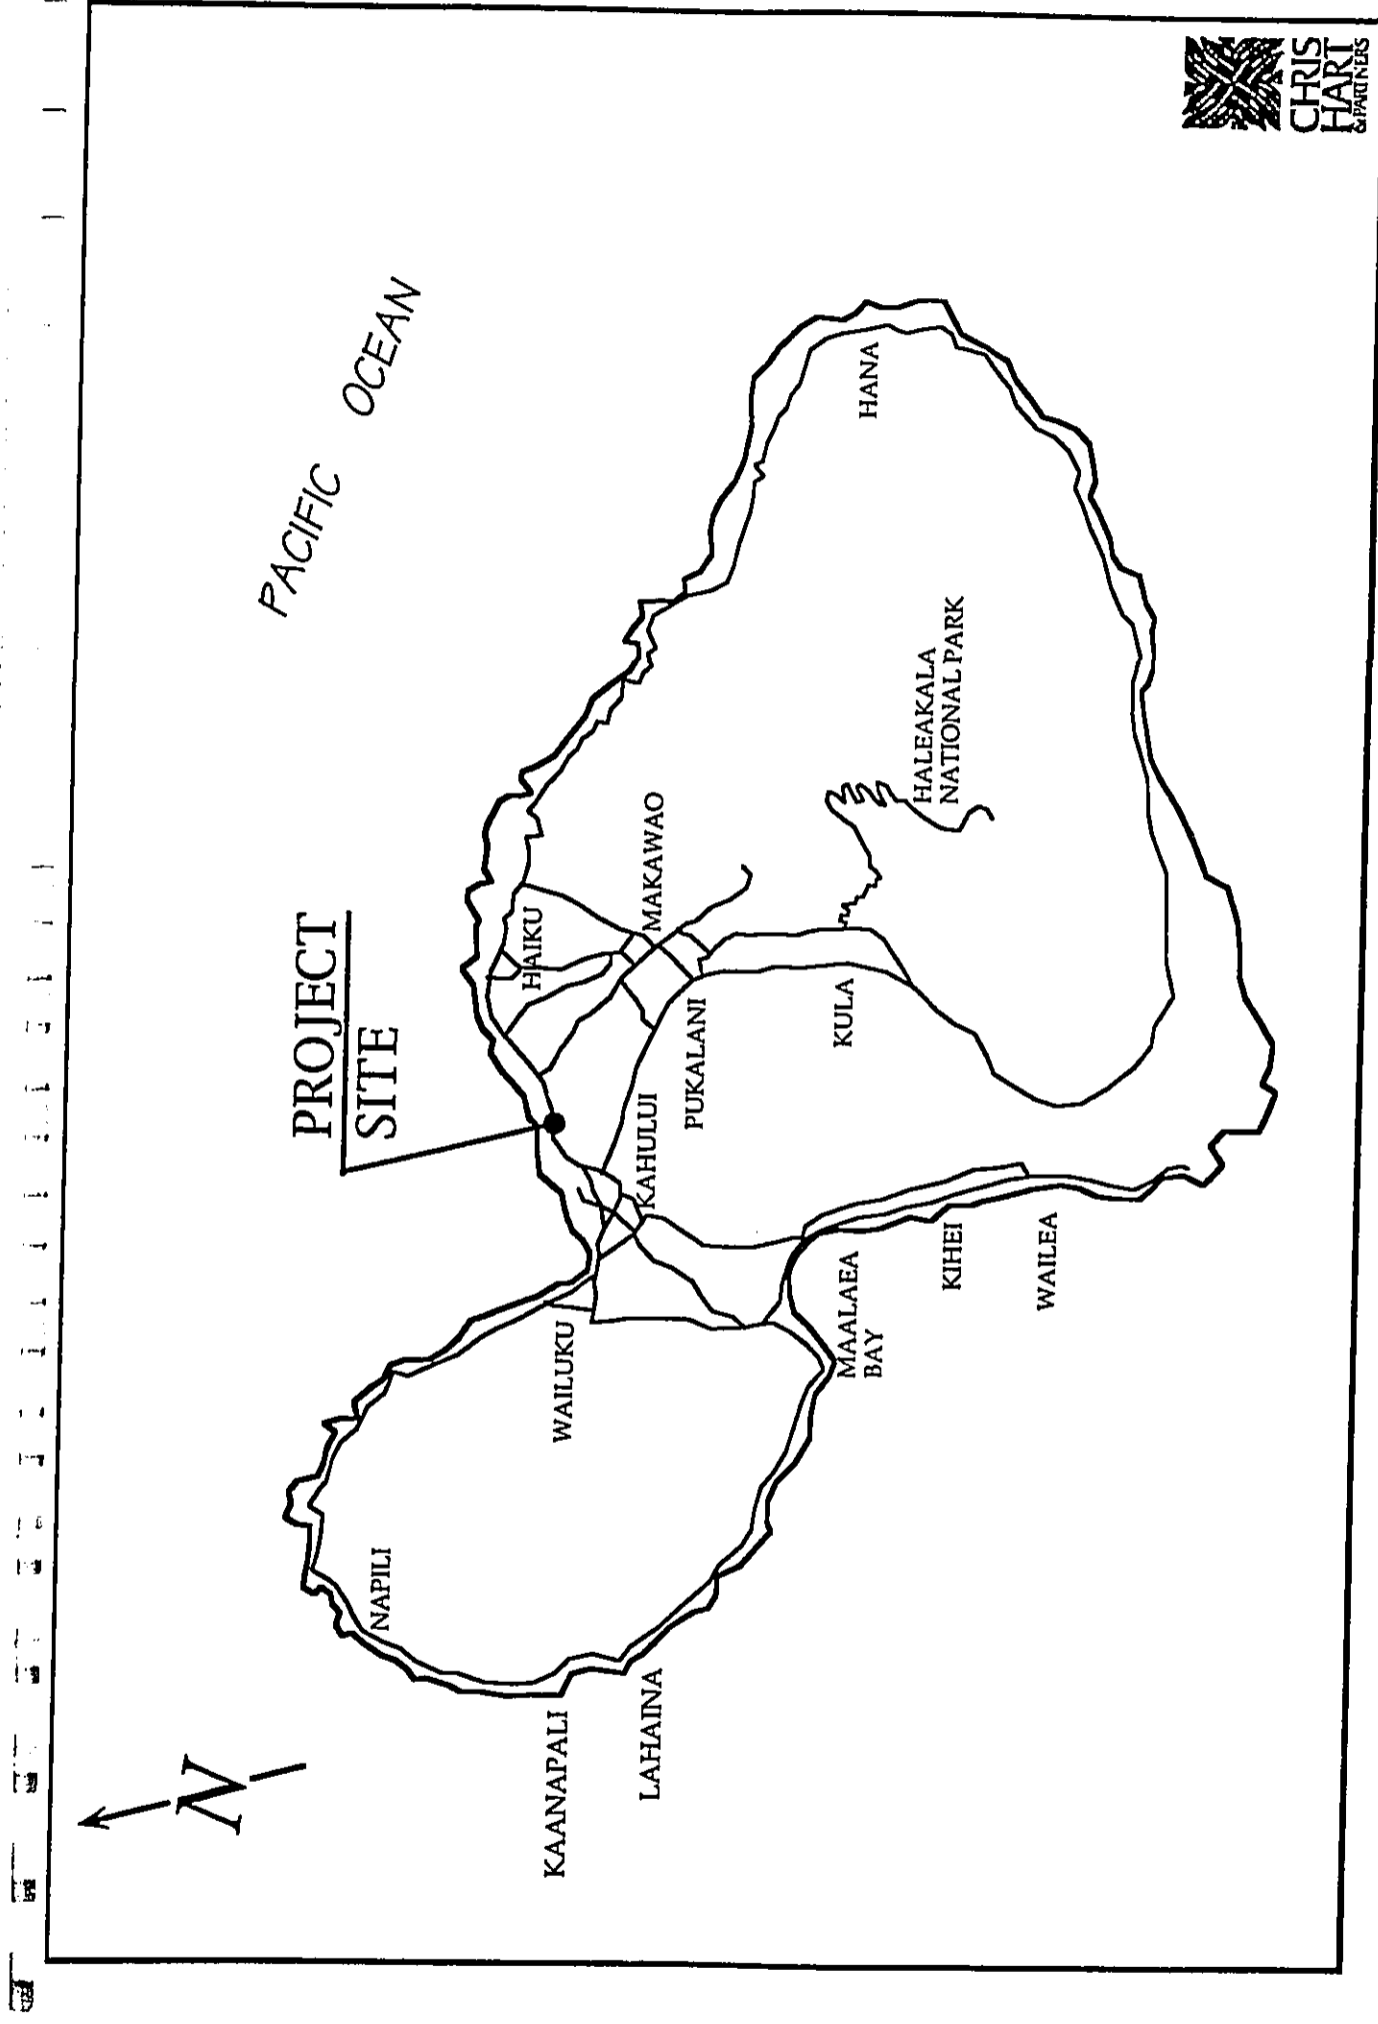 PACIFIC OCEAN
PROJECT
SITE
N
NAPILI
KAANAPALI
LAHAINA
WAILUKU
KAHULUI
HAIKU
MAKAWAO
PUKALANI
KULA
HALEAKALA
NATIONAL PARK
HANA
MAALAEA
BAY
KIHEI
WAILEA
CHRIS
HART
& PARTNERS